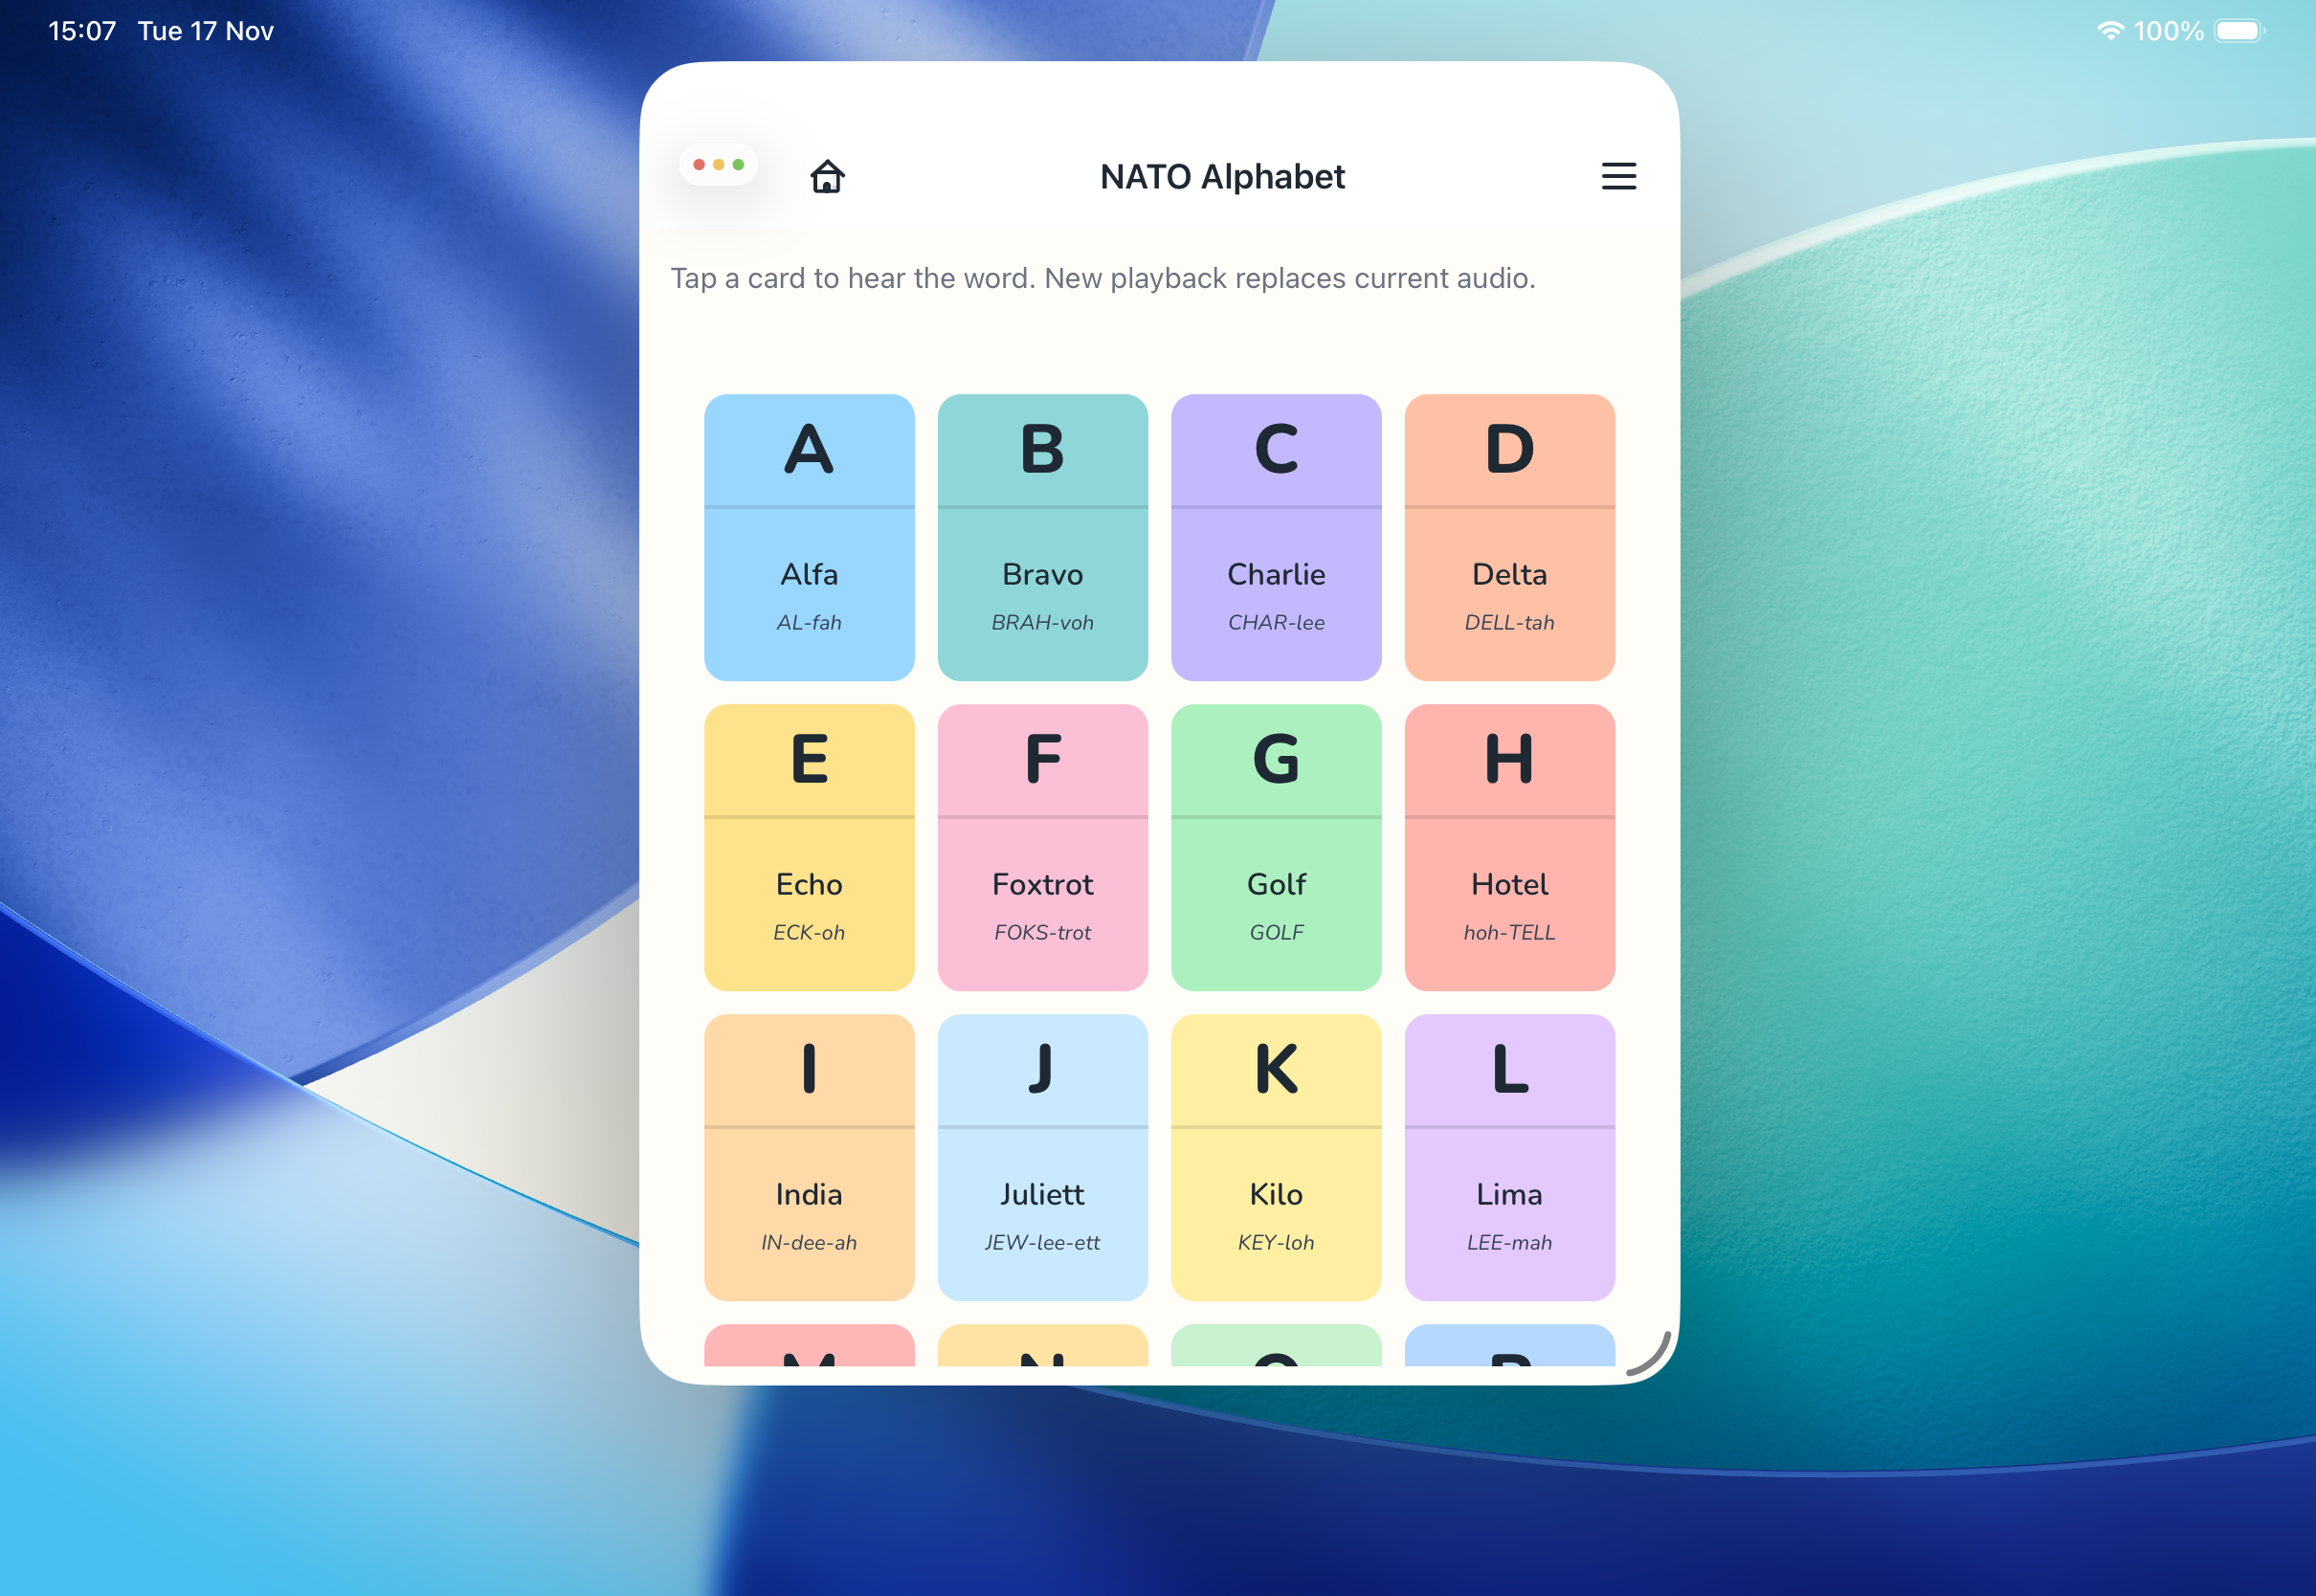 15:07 Tue 17 Nov
100%
NATO Alphabet
Tap a card to hear the word. New playback replaces current audio.
A B C D
Alfa Bravo Charlie Delta
AL-fah BRAH-voh CHAR-lee DELL-tah
E F G H
Echo Foxtrot Golf Hotel
ECK-oh FOKS-trot GOLF hoh-TELL
I J K L
India Juliett Kilo Lima
IN-dee-ah JEW-lee-ett KEY-loh LEE-mah